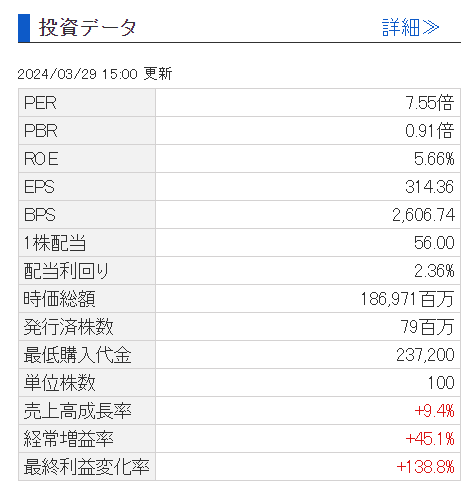 投資データ 詳細≫
2024/03/29 15:00 更新
PER 7.55倍
PBR 0.91倍
ROE 5.66%
EPS 314.36
BPS 2,606.74
1株配当 56.00
配当利回り 2.36%
時価総額 186,971百万
発行済株数 79百万
最低購入代金 237,200
単位株数 100
売上高成長率 +9.4%
経常増益率 +45.1%
最終利益変化率 +138.8%